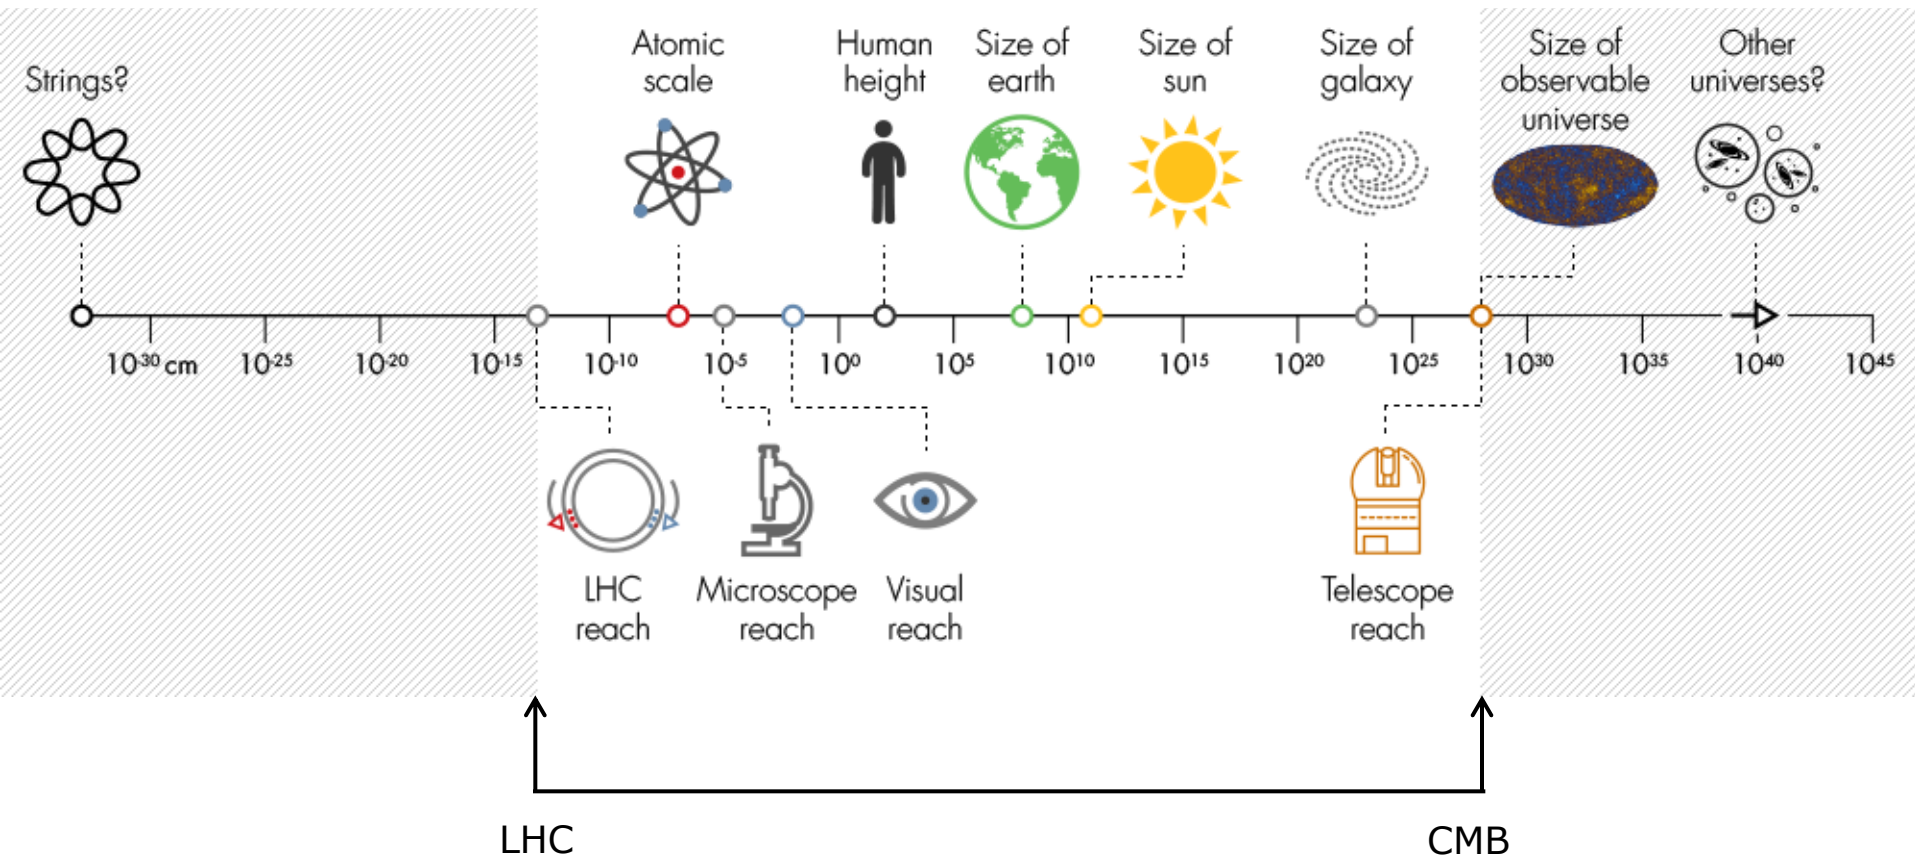 Strings?
Atomic
scale
Human
height
Size of
earth
Size of
sun
Size of
galaxy
Size of
observable
universe
Other
universes?
10⁻³⁰ cm
10⁻²⁵
10⁻²⁰
10⁻¹⁵
10⁻¹⁰
10⁻⁵
10⁰
10⁵
10¹⁰
10¹⁵
10²⁰
10²⁵
10³⁰
10³⁵
10⁴⁰
10⁴⁵
LHC
reach
Microscope
reach
Visual
reach
Telescope
reach
LHC
CMB